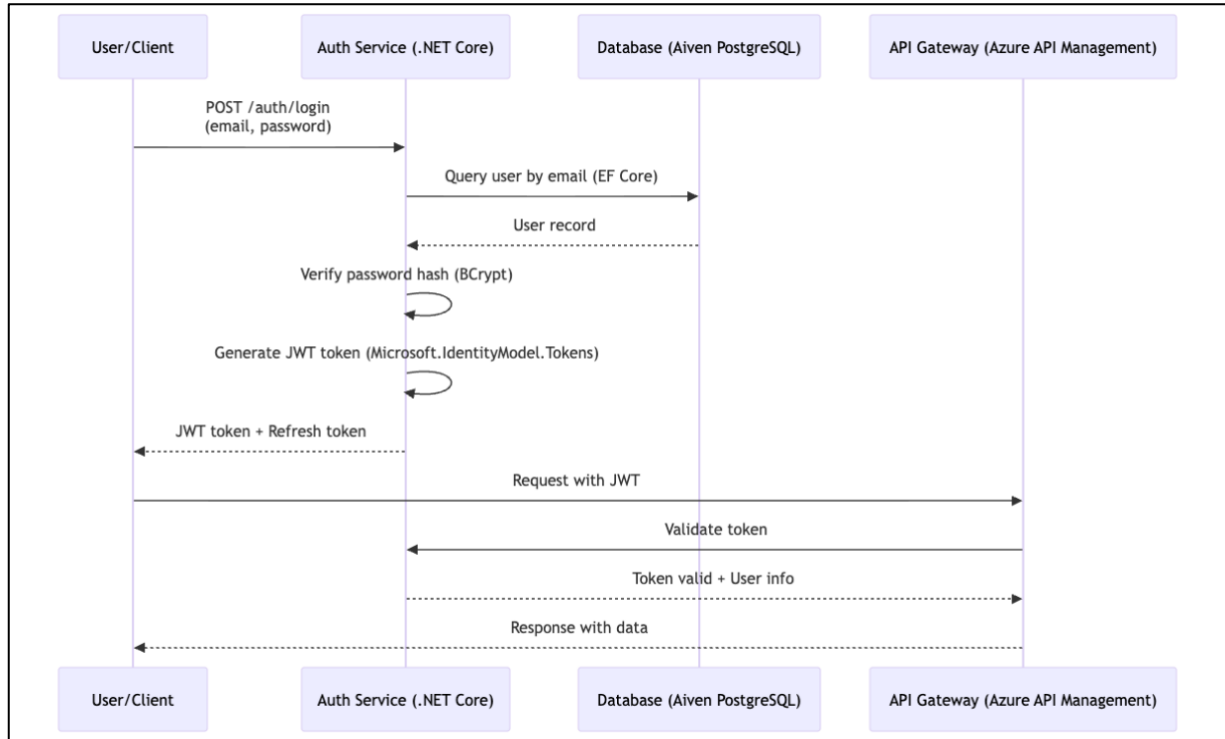 User/Client
Auth Service (.NET Core)
Database (Aiven PostgreSQL)
API Gateway (Azure API Management)
POST /auth/login
(email, password)
Query user by email (EF Core)
User record
Verify password hash (BCrypt)
Generate JWT token (Microsoft.IdentityModel.Tokens)
JWT token + Refresh token
Request with JWT
Validate token
Token valid + User info
Response with data
User/Client
Auth Service (.NET Core)
Database (Aiven PostgreSQL)
API Gateway (Azure API Management)